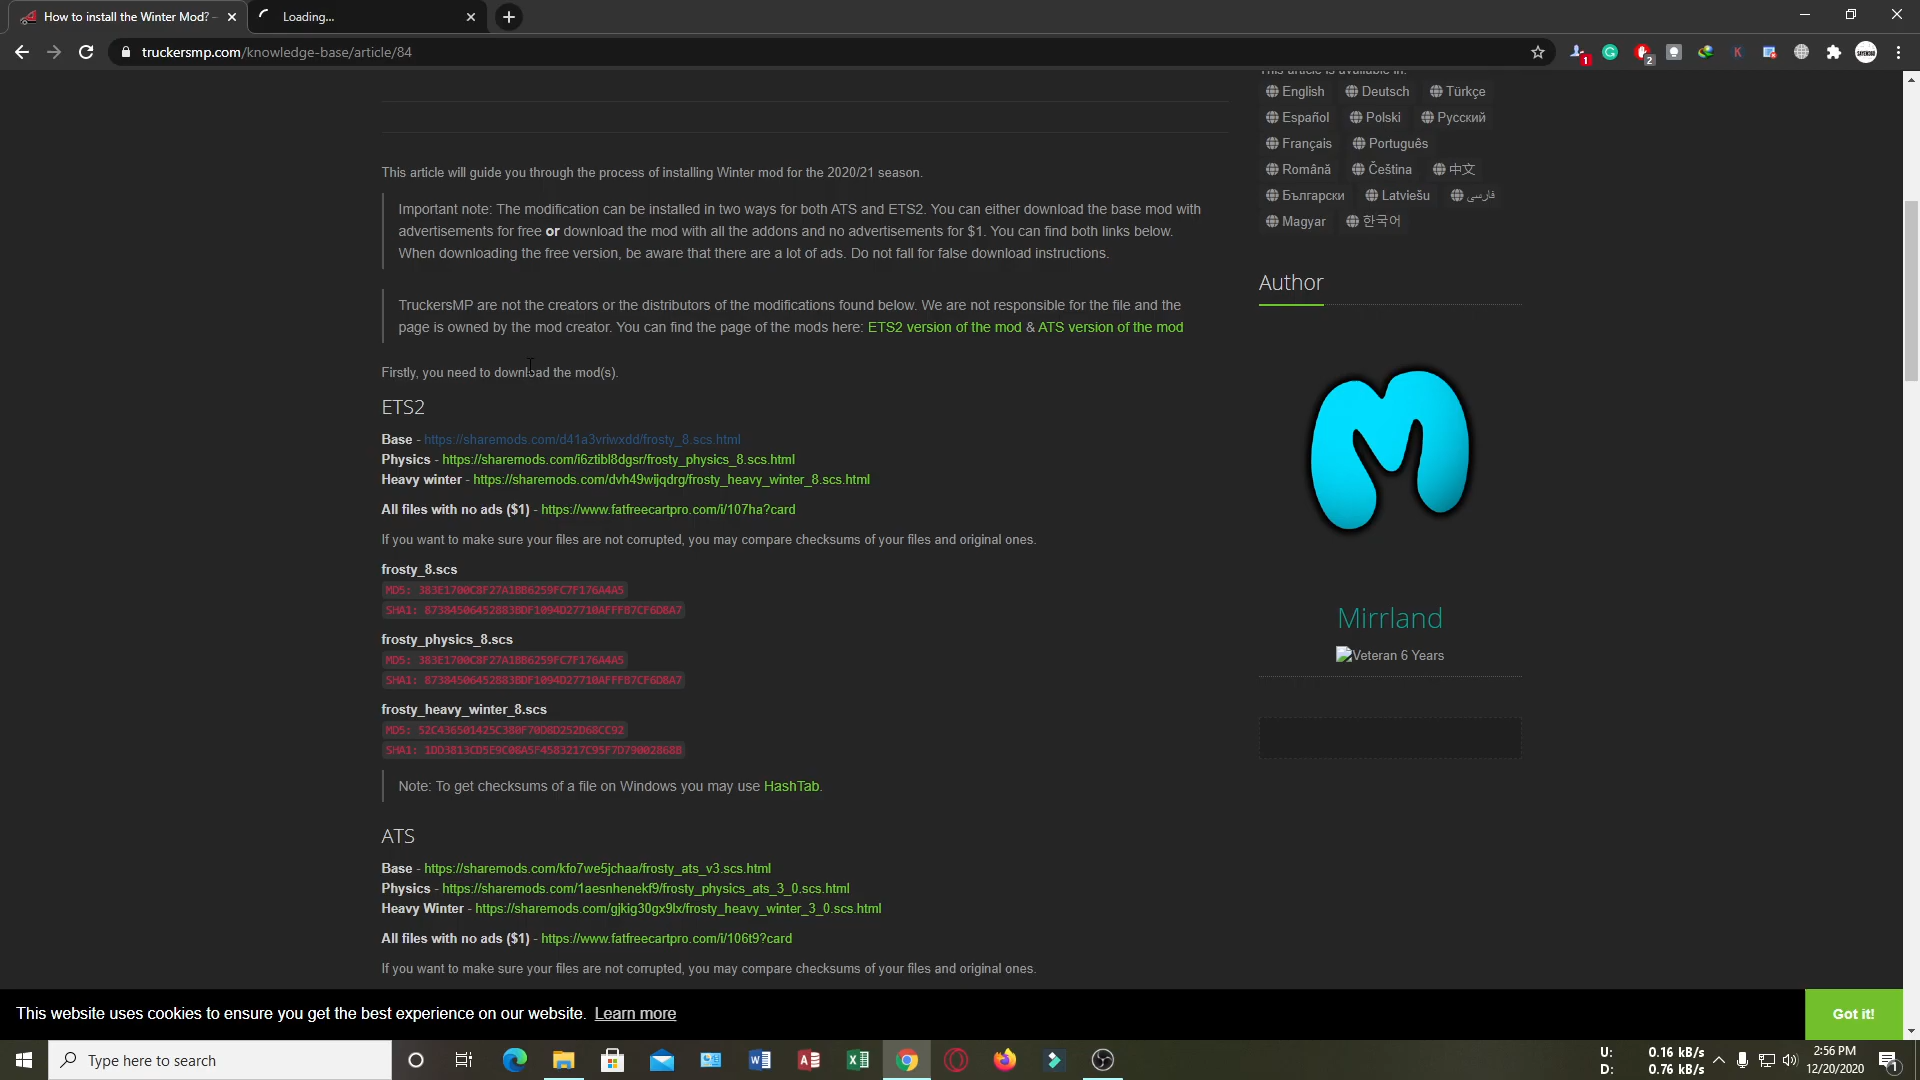 How to install the Winter Mod? -
Loading...
truckersmp.com/knowledge-base/article/84
This article is available in:
English Deutsch Türkçe
Español Polski Русский
Français Português
Română Čeština 中文
Български Latviešu فارسی
Magyar 한국어
This article will guide you through the process of installing Winter mod for the 2020/21 season.
Important note: The modification can be installed in two ways for both ATS and ETS2. You can either download the base mod with
advertisements for free or download the mod with all the addons and no advertisements for $1. You can find both links below.
When downloading the free version, be aware that there are a lot of ads. Do not fall for false download instructions.
TruckersMP are not the creators or the distributors of the modifications found below. We are not responsible for the file and the
page is owned by the mod creator. You can find the page of the mods here: ETS2 version of the mod & ATS version of the mod
Firstly, you need to download the mod(s).
ETS2
Base - https://sharemods.com/d41a3vriwxdd/frosty_8.scs.html
Physics - https://sharemods.com/i6ztibl8dgsr/frosty_physics_8.scs.html
Heavy winter - https://sharemods.com/dvh49wijqdrg/frosty_heavy_winter_8.scs.html
All files with no ads ($1) - https://www.fatfreecartpro.com/i/107ha?card
If you want to make sure your files are not corrupted, you may compare checksums of your files and original ones.
frosty_8.scs
MD5: 383E1700C8F27A1BB6259FC7F176A4A5
SHA1: 87384506452883BDF1094D27710AFFF87CF6D8A7
frosty_physics_8.scs
MD5: 383E1700C8F27A1BB6259FC7F176A4A5
SHA1: 87384506452883BDF1094D27710AFFF87CF6D8A7
frosty_heavy_winter_8.scs
MD5: 52C436501425C380F70D8D252D68CC92
SHA1: 1DD3813CD5E9C08A5F4583217C95F7D790028688
Note: To get checksums of a file on Windows you may use HashTab.
ATS
Base - https://sharemods.com/kfo7we5jchaa/frosty_ats_v3.scs.html
Physics - https://sharemods.com/1aesnhenekf9/frosty_physics_ats_3_0.scs.html
Heavy Winter - https://sharemods.com/gjkig30gx9lx/frosty_heavy_winter_3_0.scs.html
All files with no ads ($1) - https://www.fatfreecartpro.com/i/106t9?card
If you want to make sure your files are not corrupted, you may compare checksums of your files and original ones.
Author
Mirrland
Veteran 6 Years
This website uses cookies to ensure you get the best experience on our website. Learn more
Got it!
Type here to search
U: 0.16 kB/s
D: 0.76 kB/s
2:56 PM
12/20/2020